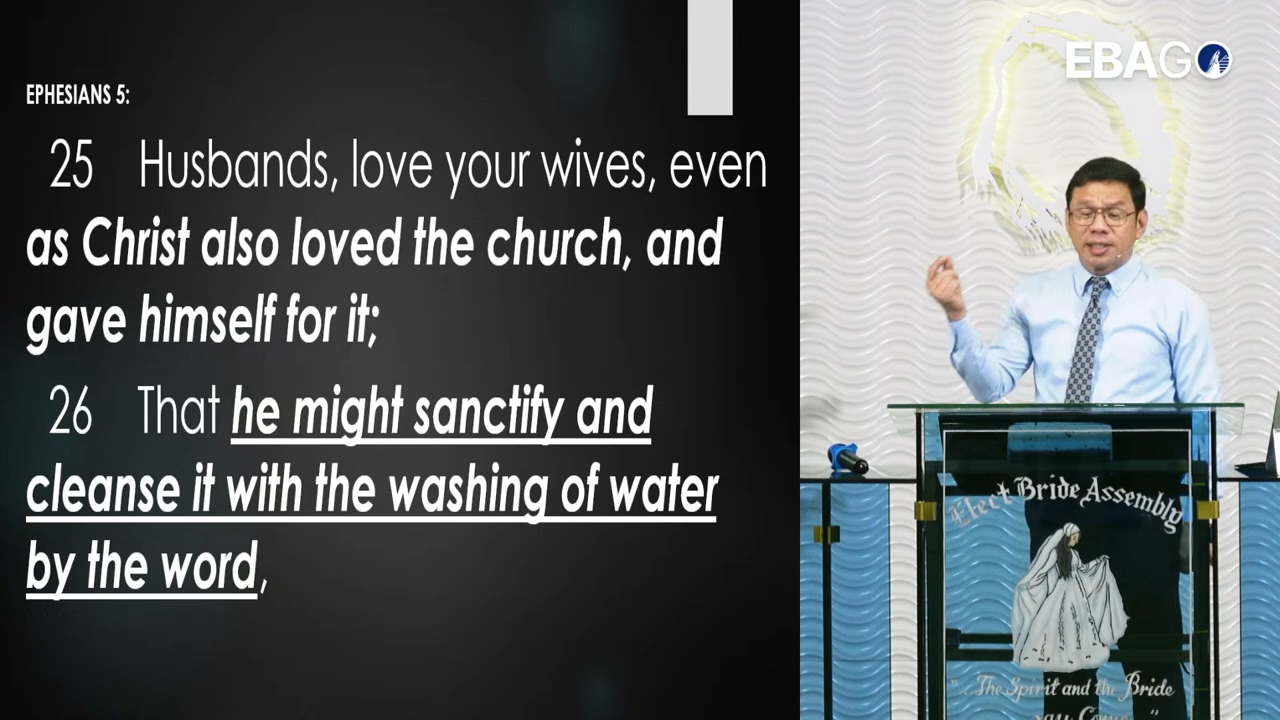 EPHESIANS 5:
25 Husbands, love your wives, even
as Christ also loved the church, and
gave himself for it;
26 That he might sanctify and
cleanse it with the washing of water
by the word,
EBAGO
Elect Bride Assembly
"...The Spirit and the Bride
say, Come..."